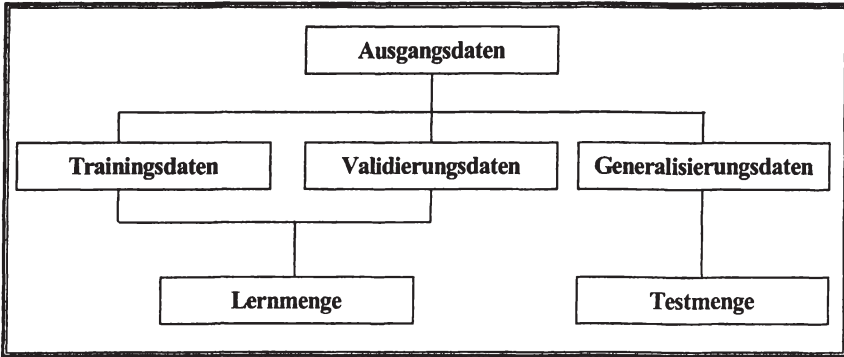 Ausgangsdaten
Trainingsdaten
Validierungsdaten
Generalisierungsdaten
Lernmenge
Testmenge